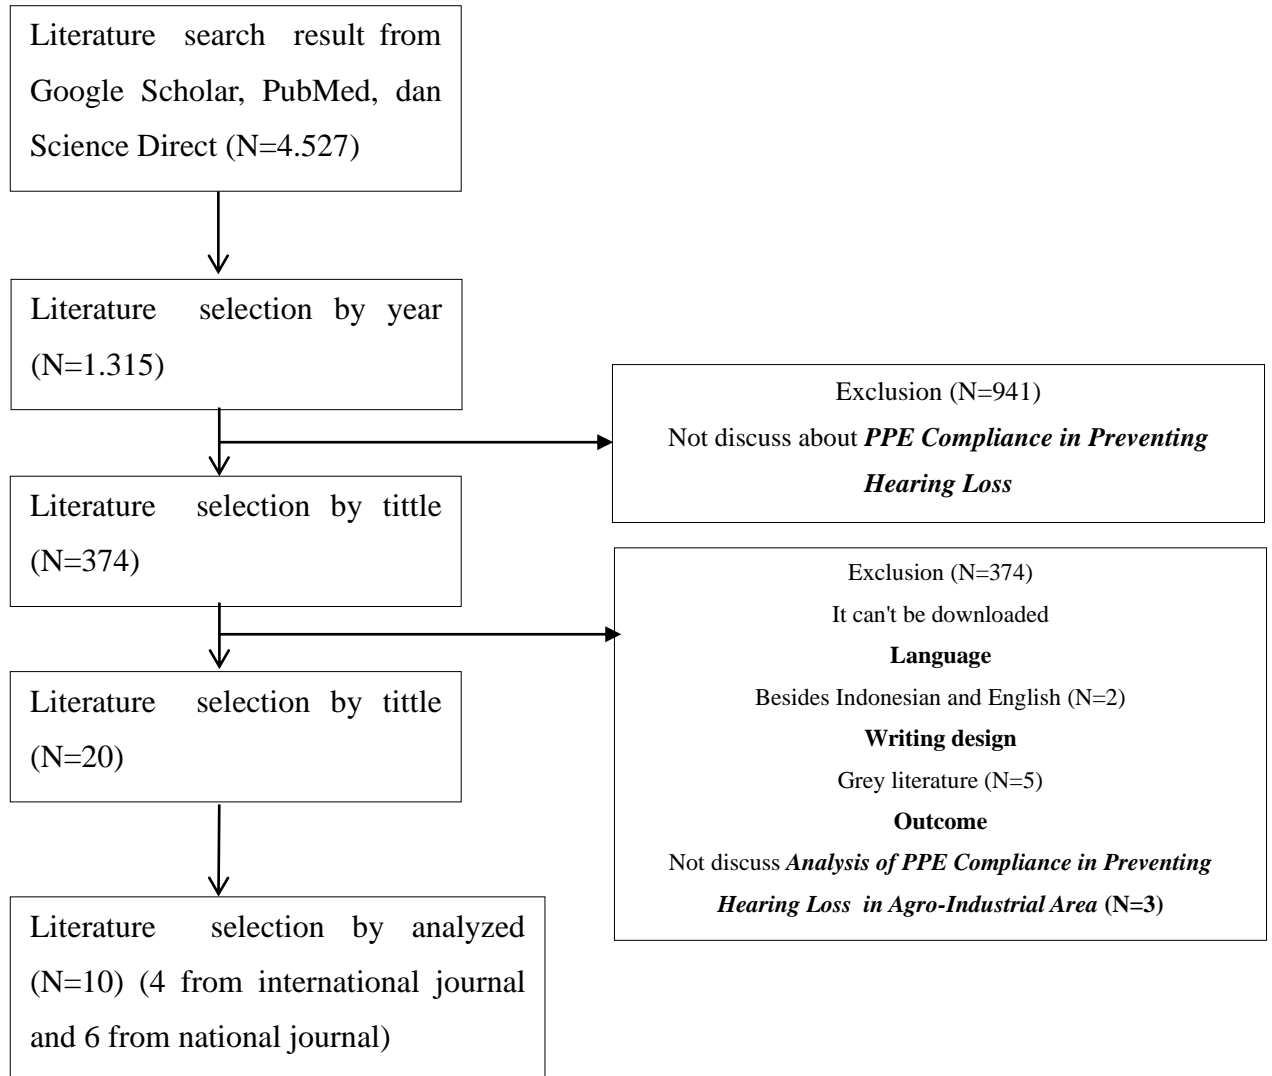 Literature search result from
Google Scholar, PubMed, dan
Science Direct (N=4.527)
Literature selection by year
(N=1.315)
Exclusion (N=941)
Not discuss about PPE Compliance in Preventing
Hearing Loss
Literature selection by tittle
(N=374)
Exclusion (N=374)
It can't be downloaded
Language
Besides Indonesian and English (N=2)
Writing design
Grey literature (N=5)
Outcome
Not discuss Analysis of PPE Compliance in Preventing
Hearing Loss in Agro-Industrial Area (N=3)
Literature selection by tittle
(N=20)
Literature selection by analyzed
(N=10) (4 from international journal
and 6 from national journal)